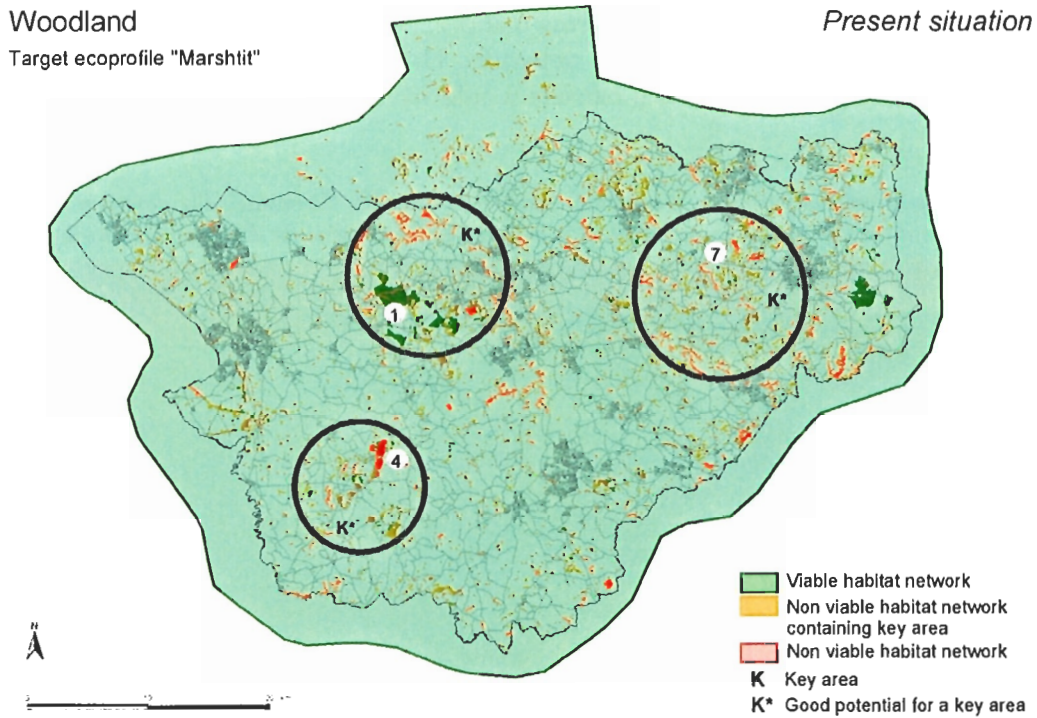 Woodland
Present situation
Target ecoprofile "Marshtit"
K*
7
K*
1
4
K*
Viable habitat network
Non viable habitat network
containing key area
Non viable habitat network
K Key area
K* Good potential for a key area
N